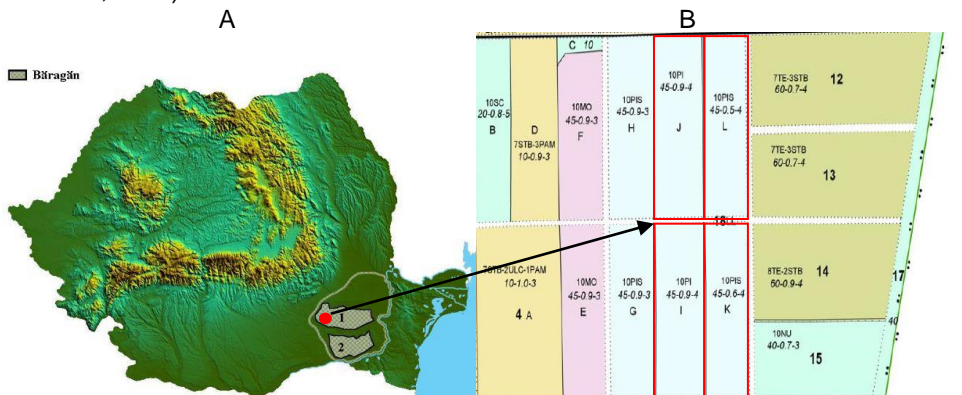 A
B
Băragăn
1
2
C 10
10SC
20-0.8-5
B
D
7STB-3PAM
10-0.9-3
10MO
45-0.9-3
F
10PIS
45-0.9-3
H
10PI
45-0.9-4
J
10PIS
45-0.5-4
L
7TE-3STB
60-0.7-4
12
7TE-3STB
60-0.7-4
13
7STB-2ULC-1PAM
10-1.0-3
4 A
10MO
45-0.9-3
E
10PIS
45-0.9-3
G
10PI
45-0.9-4
I
10PIS
45-0.6-4
K
8TE-2STB
60-0.9-4
14
17
40
10NU
40-0.7-3
15